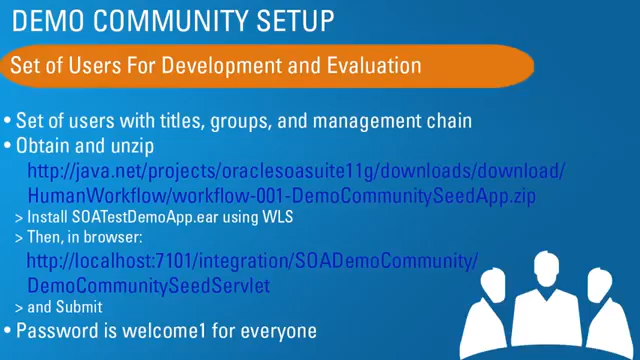 DEMO COMMUNITY SETUP
Set of Users For Development and Evaluation
• Set of users with titles, groups, and management chain
• Obtain and unzip
http://java.net/projects/oraclesoasuite11g/downloads/download/
HumanWorkflow/workflow-001-DemoCommunitySeedApp.zip
> Install SOATestDemoApp.ear using WLS
> Then, in browser:
http://localhost:7101/integration/SOADemoCommunity/
DemoCommunitySeedServlet
> and Submit
• Password is welcome1 for everyone